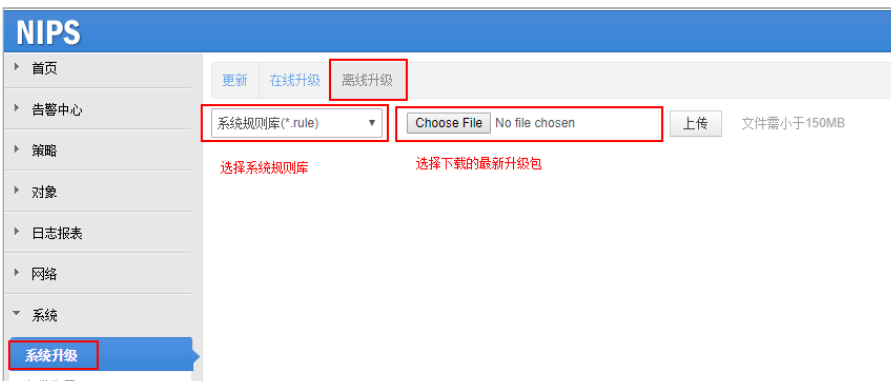 NIPS
首页
告警中心
策略
对象
日志报表
网络
系统
系统升级
更新 在线升级 离线升级
系统规则库(*.rule) Choose File No file chosen 上传 文件需小于150MB
选择系统规则库 选择下载的最新升级包